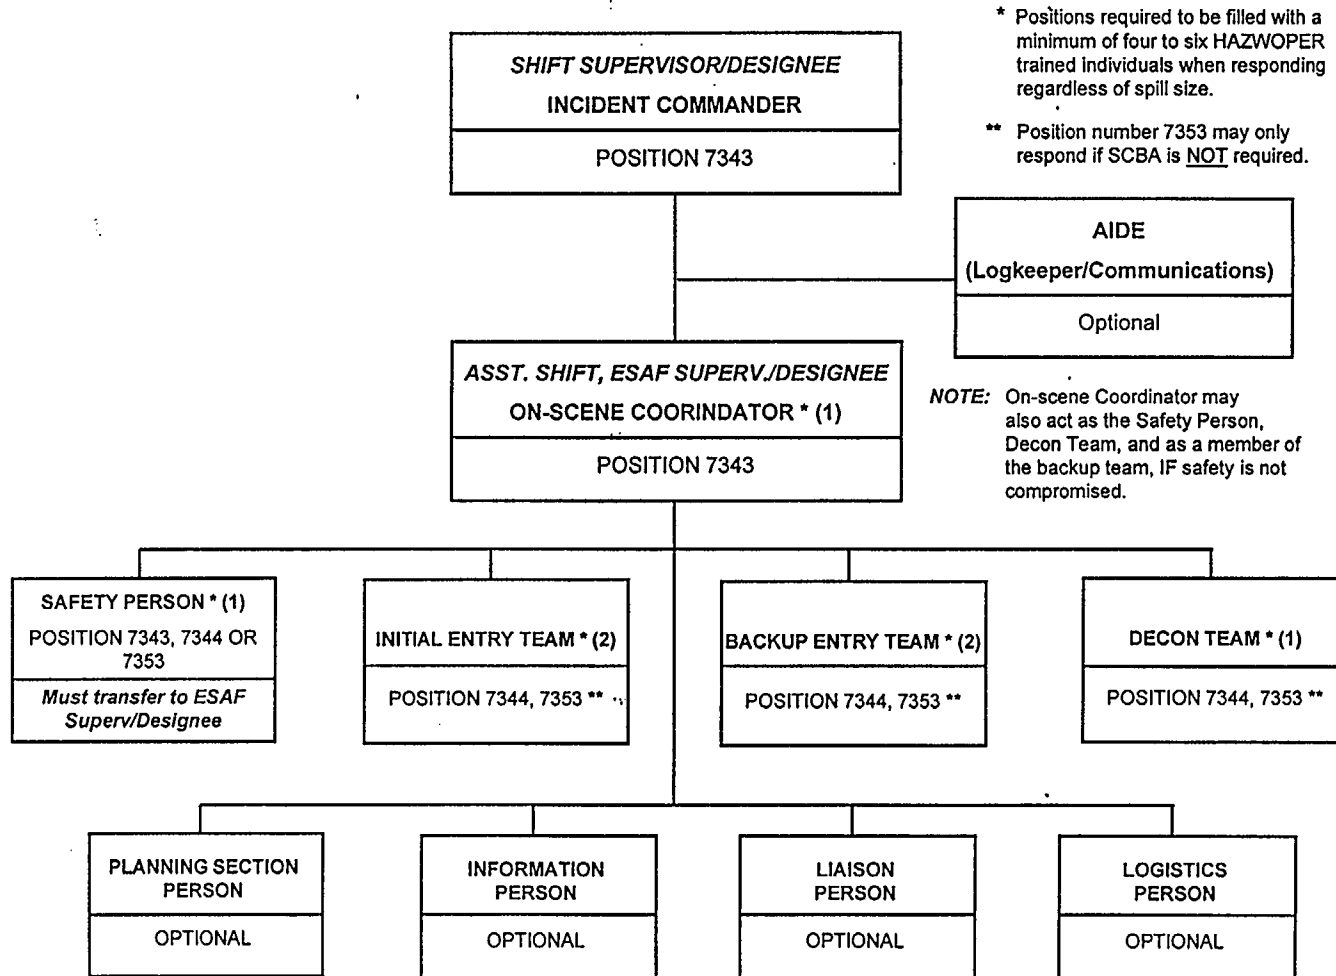 * Positions required to be filled with a
minimum of four to six HAZWOPER
trained individuals when responding
regardless of spill size.
** Position number 7353 may only
respond if SCBA is NOT required.
SHIFT SUPERVISOR/DESIGNEE
INCIDENT COMMANDER
POSITION 7343
AIDE
(Logkeeper/Communications)
Optional
ASST. SHIFT, ESAF SUPERV./DESIGNEE
ON-SCENE COORINDATOR * (1)
POSITION 7343
NOTE: On-scene Coordinator may
also act as the Safety Person,
Decon Team, and as a member of
the backup team, IF safety is not
compromised.
SAFETY PERSON * (1)
POSITION 7343, 7344 OR
7353
Must transfer to ESAF
Superv/Designee
INITIAL ENTRY TEAM * (2)
POSITION 7344, 7353 **
BACKUP ENTRY TEAM * (2)
POSITION 7344, 7353 **
DECON TEAM * (1)
POSITION 7344, 7353 **
PLANNING SECTION
PERSON
OPTIONAL
INFORMATION
PERSON
OPTIONAL
LIAISON
PERSON
OPTIONAL
LOGISTICS
PERSON
OPTIONAL